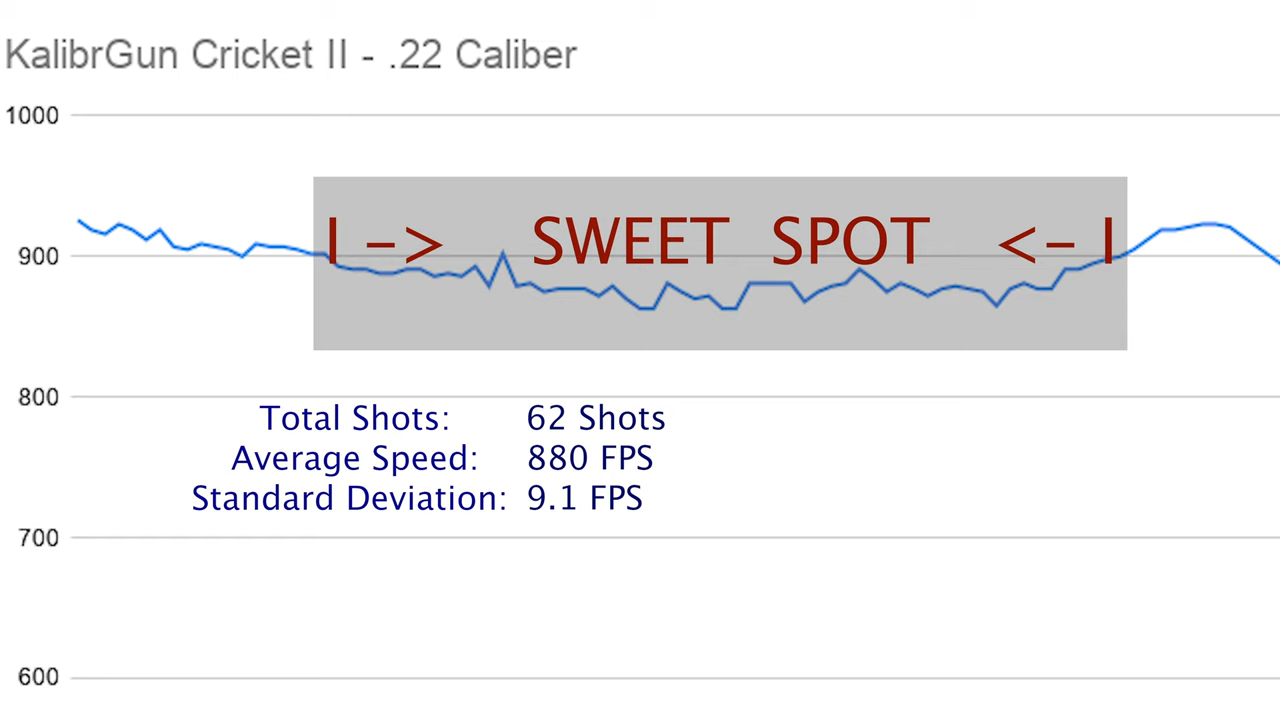 KalibrGun Cricket II - .22 Caliber
1000
I -> SWEET SPOT <- I
900
800
Total Shots: 62 Shots
Average Speed: 880 FPS
Standard Deviation: 9.1 FPS
700
600